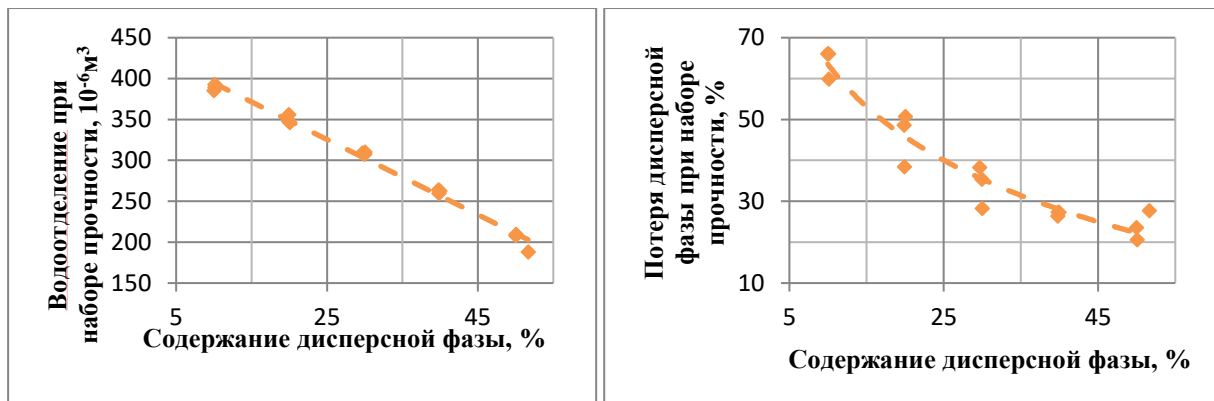 Водоотделение при
наборе прочности, 10⁻⁶м³
450
400
350
300
250
200
150
5
25
45
Содержание дисперсной фазы, %
Потеря дисперсной
фазы при наборе
прочности, %
70
50
30
10
5
25
45
Содержание дисперсной фазы, %